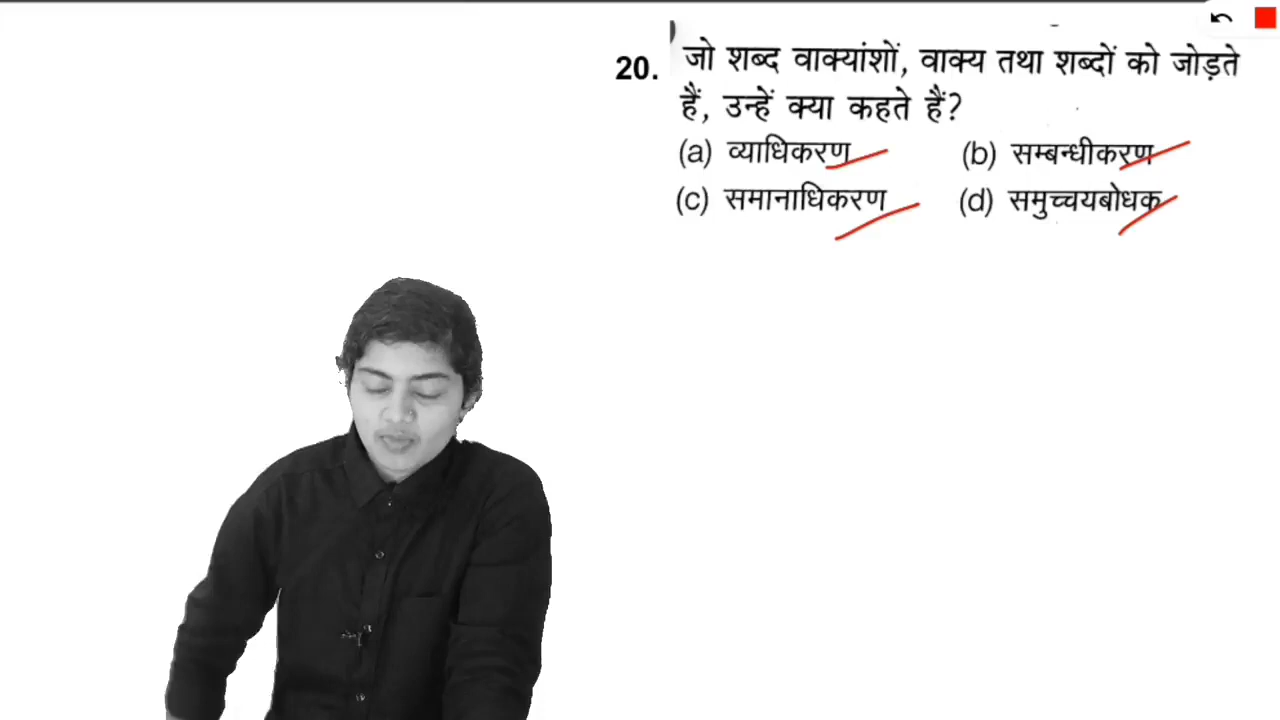 20. जो शब्द वाक्यांशों, वाक्य तथा शब्दों को जोड़ते
हैं, उन्हें क्या कहते हैं?
(a) व्याधिकरण (b) सम्बन्धीकरण
(c) समानाधिकरण (d) समुच्चयबोधक